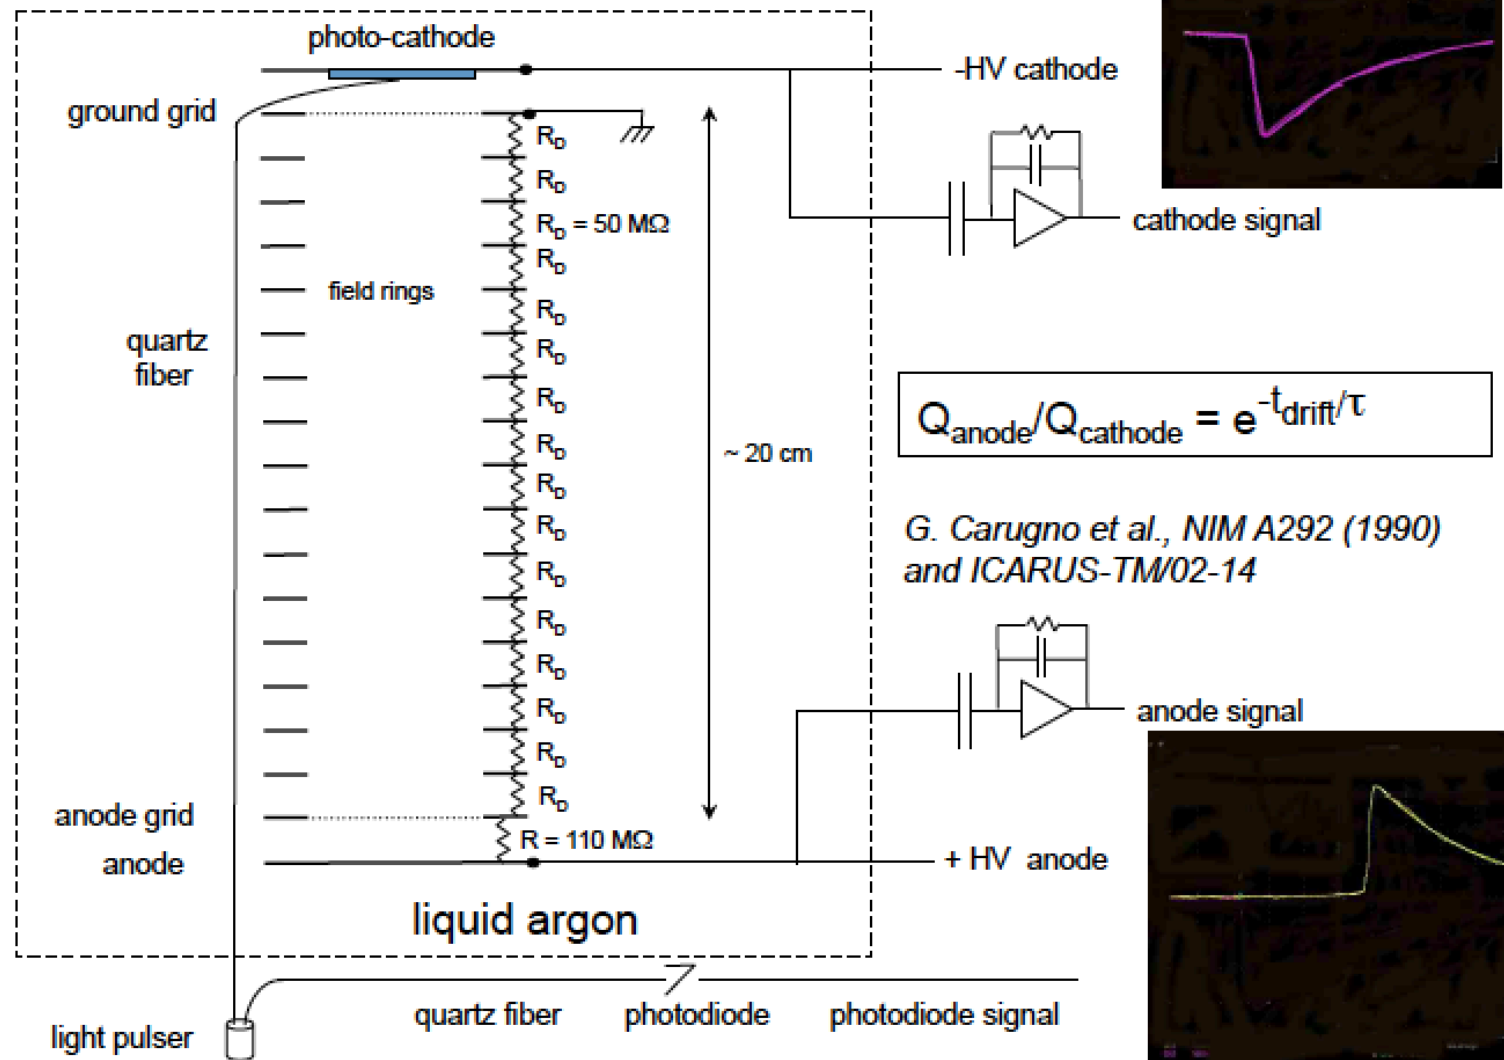 photo-cathode
-HV cathode
ground grid
R_D
R_D
R_D = 50 MΩ
cathode signal
R_D
field rings
R_D
quartz
fiber
R_D
R_D
Q_anode/Q_cathode = e^-t_drift/τ
R_D
~ 20 cm
R_D
R_D
G. Carugno et al., NIM A292 (1990)
and ICARUS-TM/02-14
R_D
R_D
R_D
R_D
anode signal
R_D
R_D
anode grid
R = 110 MΩ
anode
+ HV anode
liquid argon
quartz fiber
photodiode
photodiode signal
light pulser